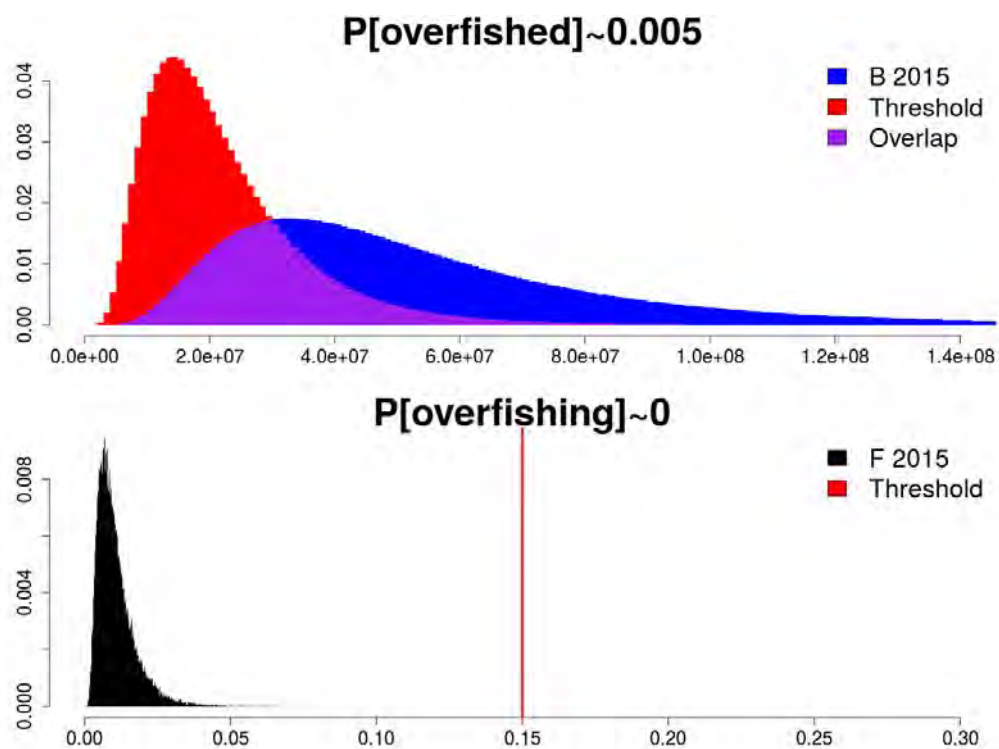 P[overfished]~0.005
B 2015
Threshold
Overlap
0.04
0.03
0.02
0.01
0.00
0.0e+00 2.0e+07 4.0e+07 6.0e+07 8.0e+07 1.0e+08 1.2e+08 1.4e+08
P[overfishing]~0
F 2015
Threshold
0.008
0.004
0.000
0.00 0.05 0.10 0.15 0.20 0.25 0.30